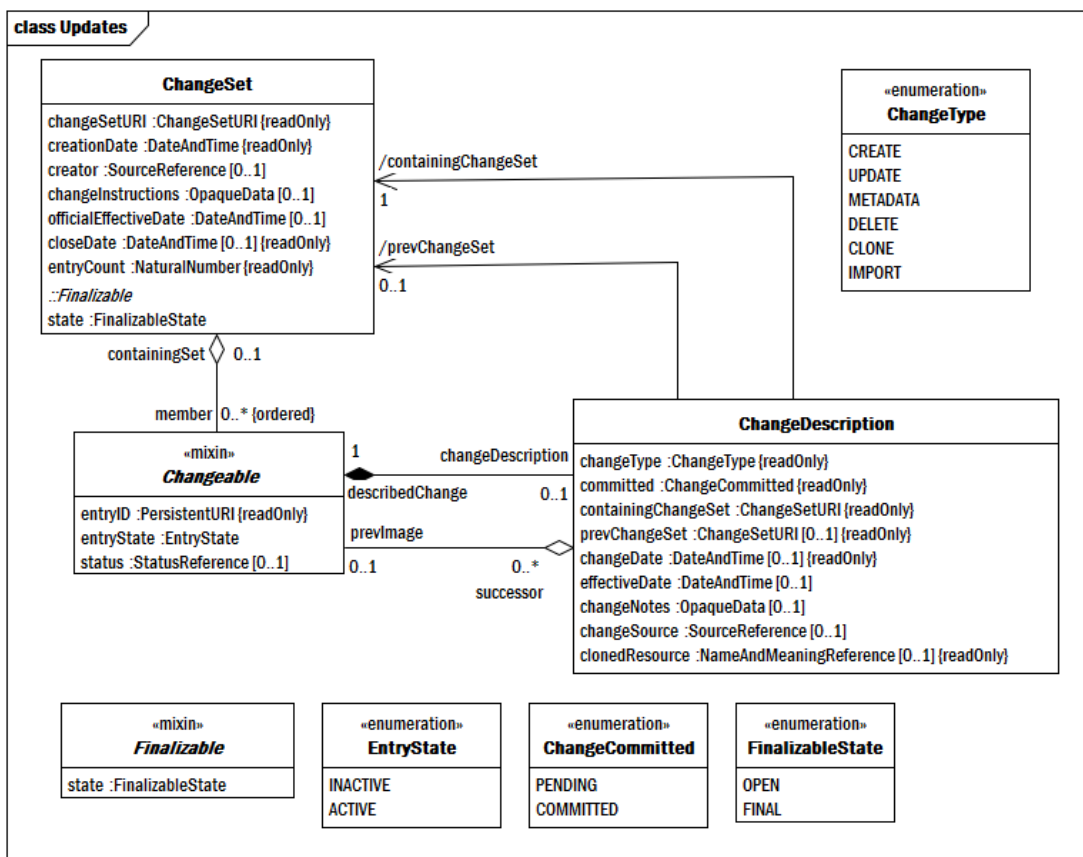 class Updates
ChangeSet
changeSetURI :ChangeSetURI {readOnly}
creationDate :DateAndTime {readOnly}
creator :SourceReference [0..1]
changeInstructions :OpaqueData [0..1]
officialEffectiveDate :DateAndTime [0..1]
closeDate :DateAndTime [0..1] {readOnly}
entryCount :NaturalNumber {readOnly}
::Finalizable
state :FinalizableState
«enumeration»
ChangeType
CREATE
UPDATE
METADATA
DELETE
CLONE
IMPORT
/containingChangeSet
1
/prevChangeSet
0..1
containingSet 0..1
member 0..* {ordered}
«mixin»
Changeable
entryID :PersistentURI {readOnly}
entryState :EntryState
status :StatusReference [0..1]
1 changeDescription
describedChange 0..1
prevImage
0..1 0..*
successor
ChangeDescription
changeType :ChangeType {readOnly}
committed :ChangeCommitted {readOnly}
containingChangeSet :ChangeSetURI {readOnly}
prevChangeSet :ChangeSetURI [0..1] {readOnly}
changeDate :DateAndTime [0..1] {readOnly}
effectiveDate :DateAndTime [0..1]
changeNotes :OpaqueData [0..1]
changeSource :SourceReference [0..1]
clonedResource :NameAndMeaningReference [0..1] {readOnly}
«mixin»
Finalizable
state :FinalizableState
«enumeration»
EntryState
INACTIVE
ACTIVE
«enumeration»
ChangeCommitted
PENDING
COMMITTED
«enumeration»
FinalizableState
OPEN
FINAL